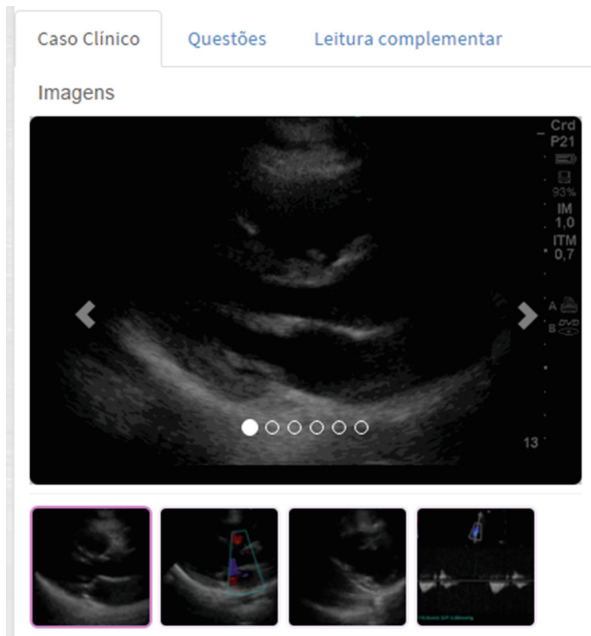 Caso Clínico Questões Leitura complementar
Imagens
Crd
P21
93%
IM
1,0
ITM
0,7
A
DVD
B
13